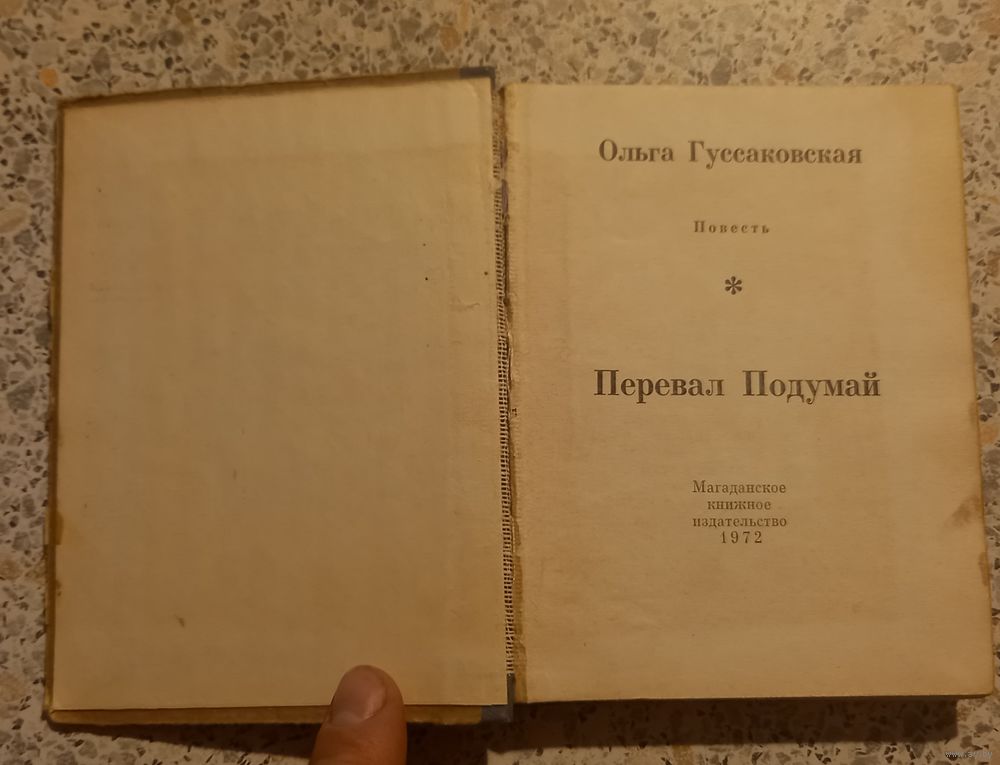 Ольга Гуссаковская
Повесть
*
Перевал Подумай
Магаданское
книжное
издательство
1972